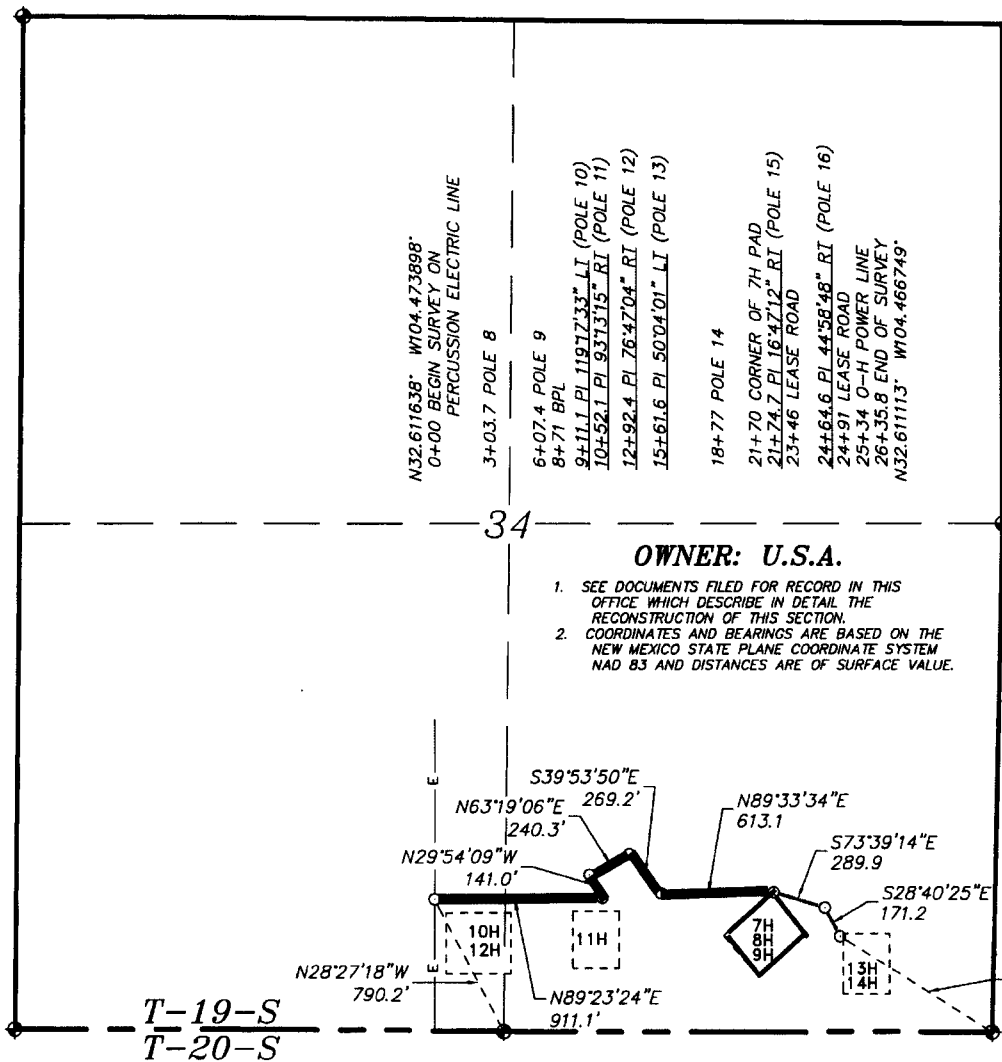 N32.611638° W104.473898°
0+00 BEGIN SURVEY ON
PERCUSSION ELECTRIC LINE
3+03.7 POLE 8
6+07.4 POLE 9
8+71 BPL
9+11.1 PI 119°17'33" LT (POLE 10)
10+52.1 PI 93°13'15" RT (POLE 11)
12+92.4 PI 76°47'04" RT (POLE 12)
15+61.6 PI 50°04'01" LT (POLE 13)
18+77 POLE 14
21+70 CORNER OF 7H PAD
21+74.7 PI 16°47'12" RT (POLE 15)
23+46 LEASE ROAD
24+64.6 PI 44°58'48" RT (POLE 16)
24+91 LEASE ROAD
25+34 O-H POWER LINE
26+35.8 END OF SURVEY
N32.611113° W104.466749°
34
OWNER: U.S.A.
1. SEE DOCUMENTS FILED FOR RECORD IN THIS
OFFICE WHICH DESCRIBE IN DETAIL THE
RECONSTRUCTION OF THIS SECTION.
2. COORDINATES AND BEARINGS ARE BASED ON THE
NEW MEXICO STATE PLANE COORDINATE SYSTEM
NAD 83 AND DISTANCES ARE OF SURFACE VALUE.
E
S39°53'50"E
269.2'
N63°19'06"E
240.3'
N89°33'34"E
613.1
N29°54'09"W
141.0'
S73°39'14"E
289.9
S28°40'25"E
171.2
10H
12H
11H
7H
8H
9H
13H
14H
E
N28°27'18"W
790.2'
N89°23'24"E
911.1'
T-19-S
T-20-S